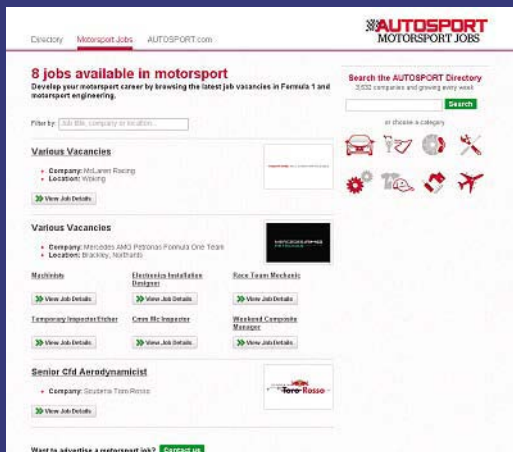 Directory Motorsport Jobs AUTOSPORT.com
AUTOSPORT
MOTORSPORT JOBS
8 jobs available in motorsport
Develop your motorsport career by browsing the latest job vacancies in Formula 1 and
motorsport engineering.
Filter by: Job title, company or location...
Various Vacancies
Company: McLaren Racing
Location: Woking
View Job Details
Various Vacancies
Company: Mercedes AMG Petronas Formula One Team
Location: Brackley, Northants
MERCEDES AMG
PETRONAS
Machinists
View Job Details
Electronics Installation
Designer
View Job Details
Race Team Mechanic
View Job Details
Temporary Inspector/Etcher
View Job Details
Cmm Mc Inspector
View Job Details
Weekend Composite
Manager
View Job Details
Senior Cfd Aerodynamicist
Company: Scuderia Toro Rosso
Toro Rosso
View Job Details
Want to advertise a motorsport job? Contact us
Search the AUTOSPORT Directory
companies and growing every week
Search
or choose a category